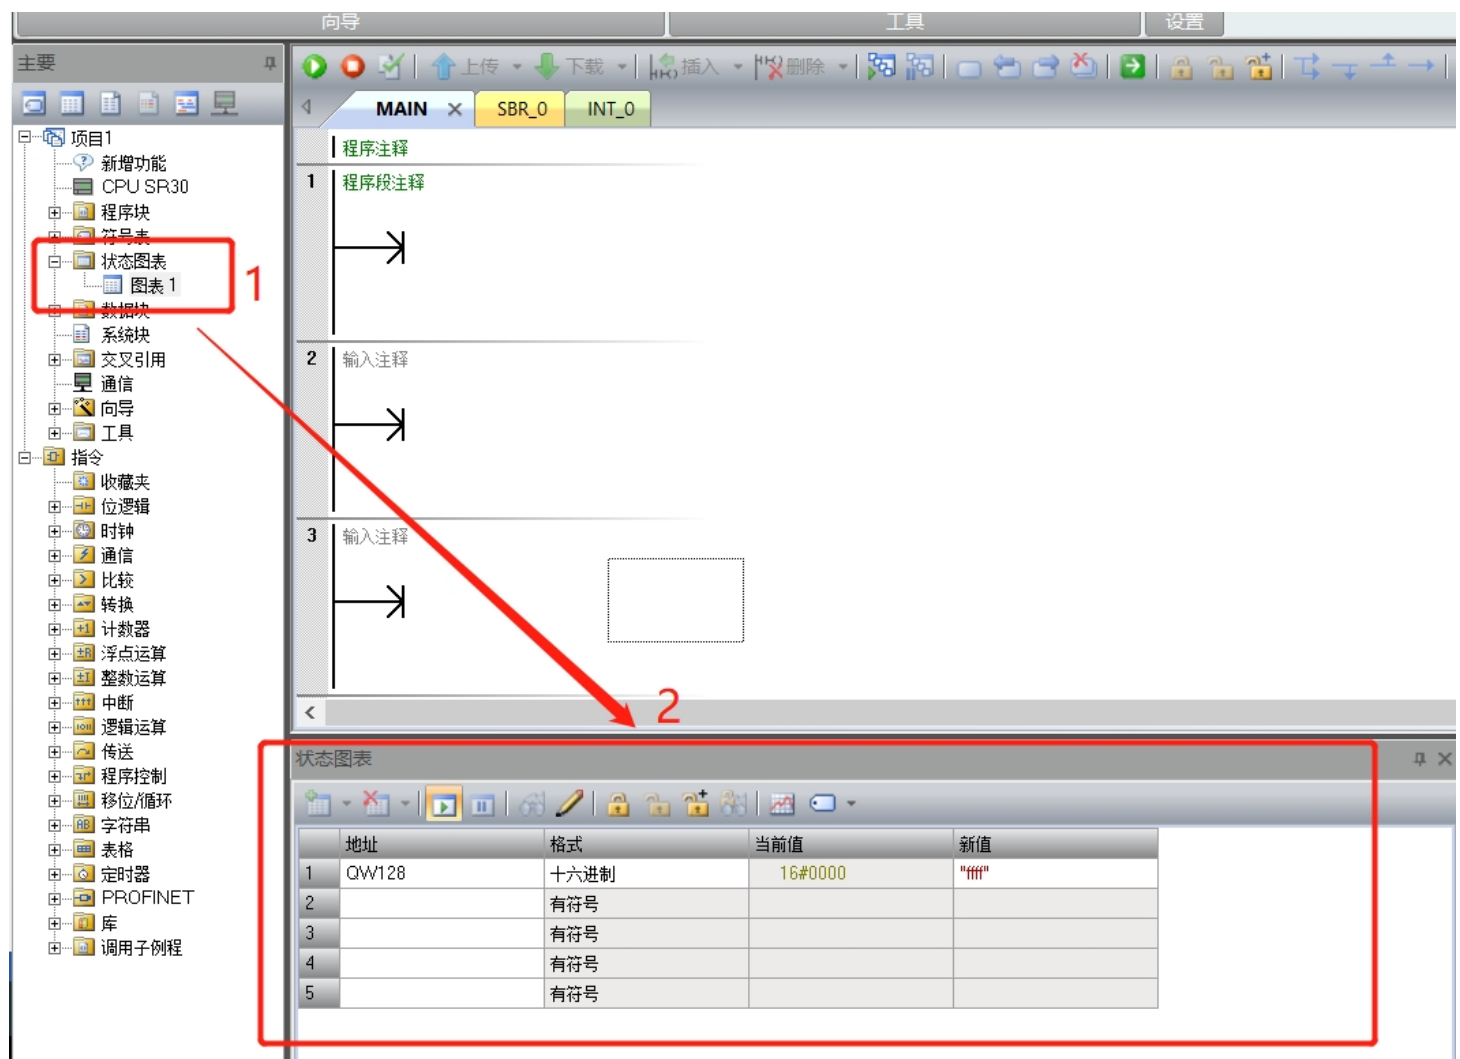 向导
工具
设置
主要
上传
下载
插入
删除
MAIN
SBR_0
INT_0
项目1
新增功能
CPU SR30
程序块
符号表
状态图表
图表 1
数据块
系统块
交叉引用
通信
向导
工具
指令
收藏夹
位逻辑
时钟
通信
比较
转换
计数器
浮点运算
整数运算
中断
逻辑运算
传送
程序控制
移位/循环
字符串
表格
定时器
PROFINET
库
调用子例程
1
程序注释
1 程序段注释
2 输入注释
3 输入注释
2
状态图表
地址 格式 当前值 新值
1 QW128 十六进制 16#0000 "ffff"
2 有符号
3 有符号
4 有符号
5 有符号